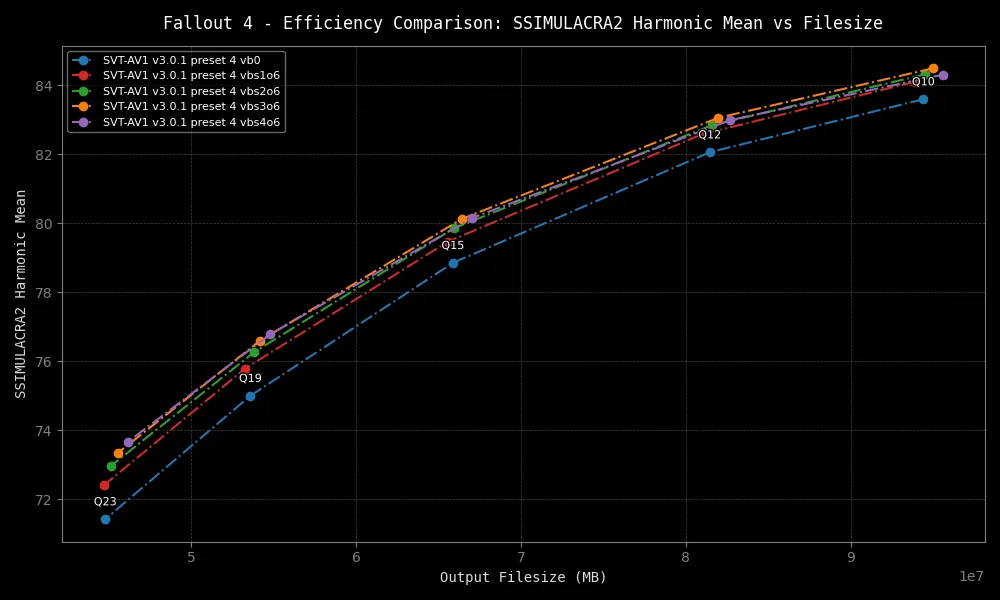 Fallout 4 - Efficiency Comparison: SSIMULACRA2 Harmonic Mean vs Filesize
SVT-AV1 v3.0.1 preset 4 vb0
SVT-AV1 v3.0.1 preset 4 vbs1o6
SVT-AV1 v3.0.1 preset 4 vbs2o6
SVT-AV1 v3.0.1 preset 4 vbs3o6
SVT-AV1 v3.0.1 preset 4 vbs4o6
SSIMULACRA2 Harmonic Mean
84
82
80
78
76
74
72
Q10
Q12
Q15
Q19
Q23
5 6 7 8 9
1e7
Output Filesize (MB)